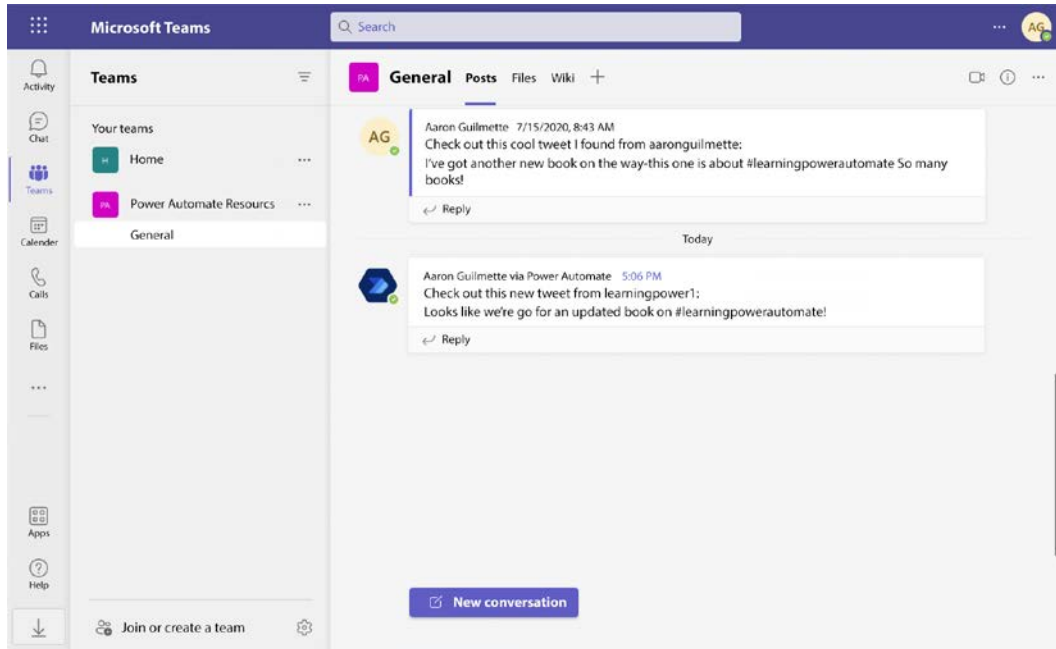 Microsoft Teams
Search
AG
Activity
Chat
Teams
Calender
Calls
Files
Apps
Help
Teams
Your teams
H
Home
PA
Power Automate Resourcs
General
Join or create a team
PA
General Posts Files Wiki
AG
Aaron Guilmette 7/15/2020, 8:43 AM
Check out this cool tweet I found from aaronguilmette:
I've got another new book on the way-this one is about #learningpowerautomate So many
books!
Reply
Today
Aaron Guilmette via Power Automate 5:06 PM
Check out this new tweet from learningpower1:
Looks like we're go for an updated book on #learningpowerautomate!
Reply
New conversation